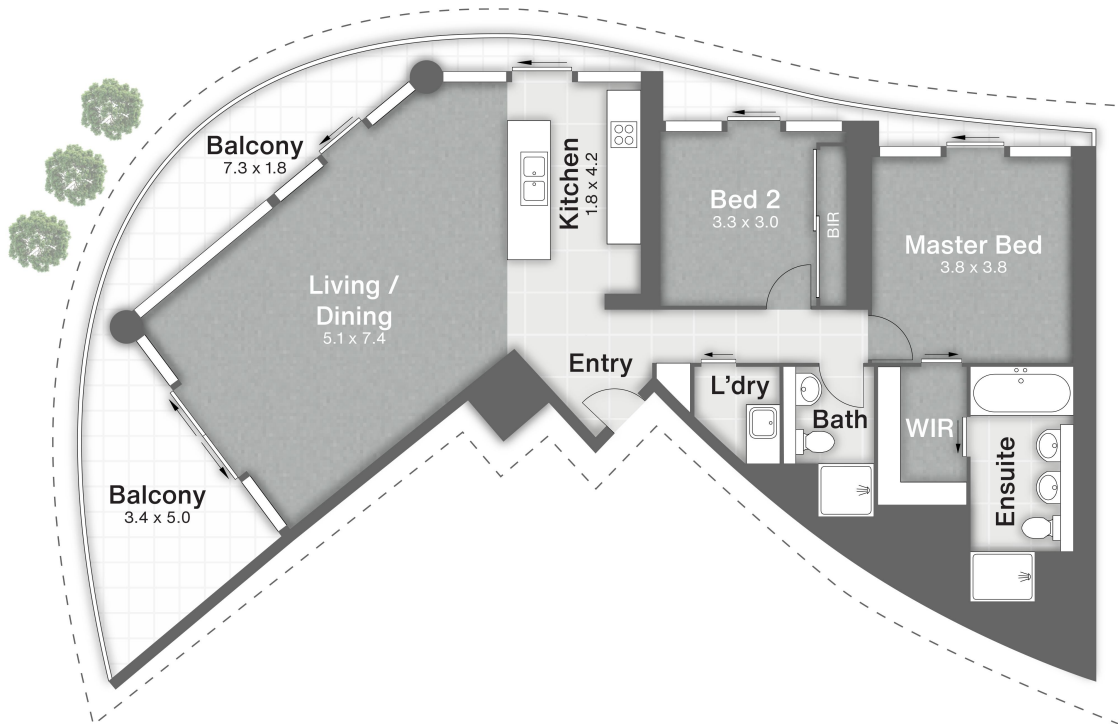 Balcony
7.3 x 1.8
Kitchen
1.8 x 4.2
Bed 2
3.3 x 3.0
BIR
Master Bed
3.8 x 3.8
Living /
Dining
5.1 x 7.4
Entry
L'dry
Bath
WIR
Ensuite
Balcony
3.4 x 5.0